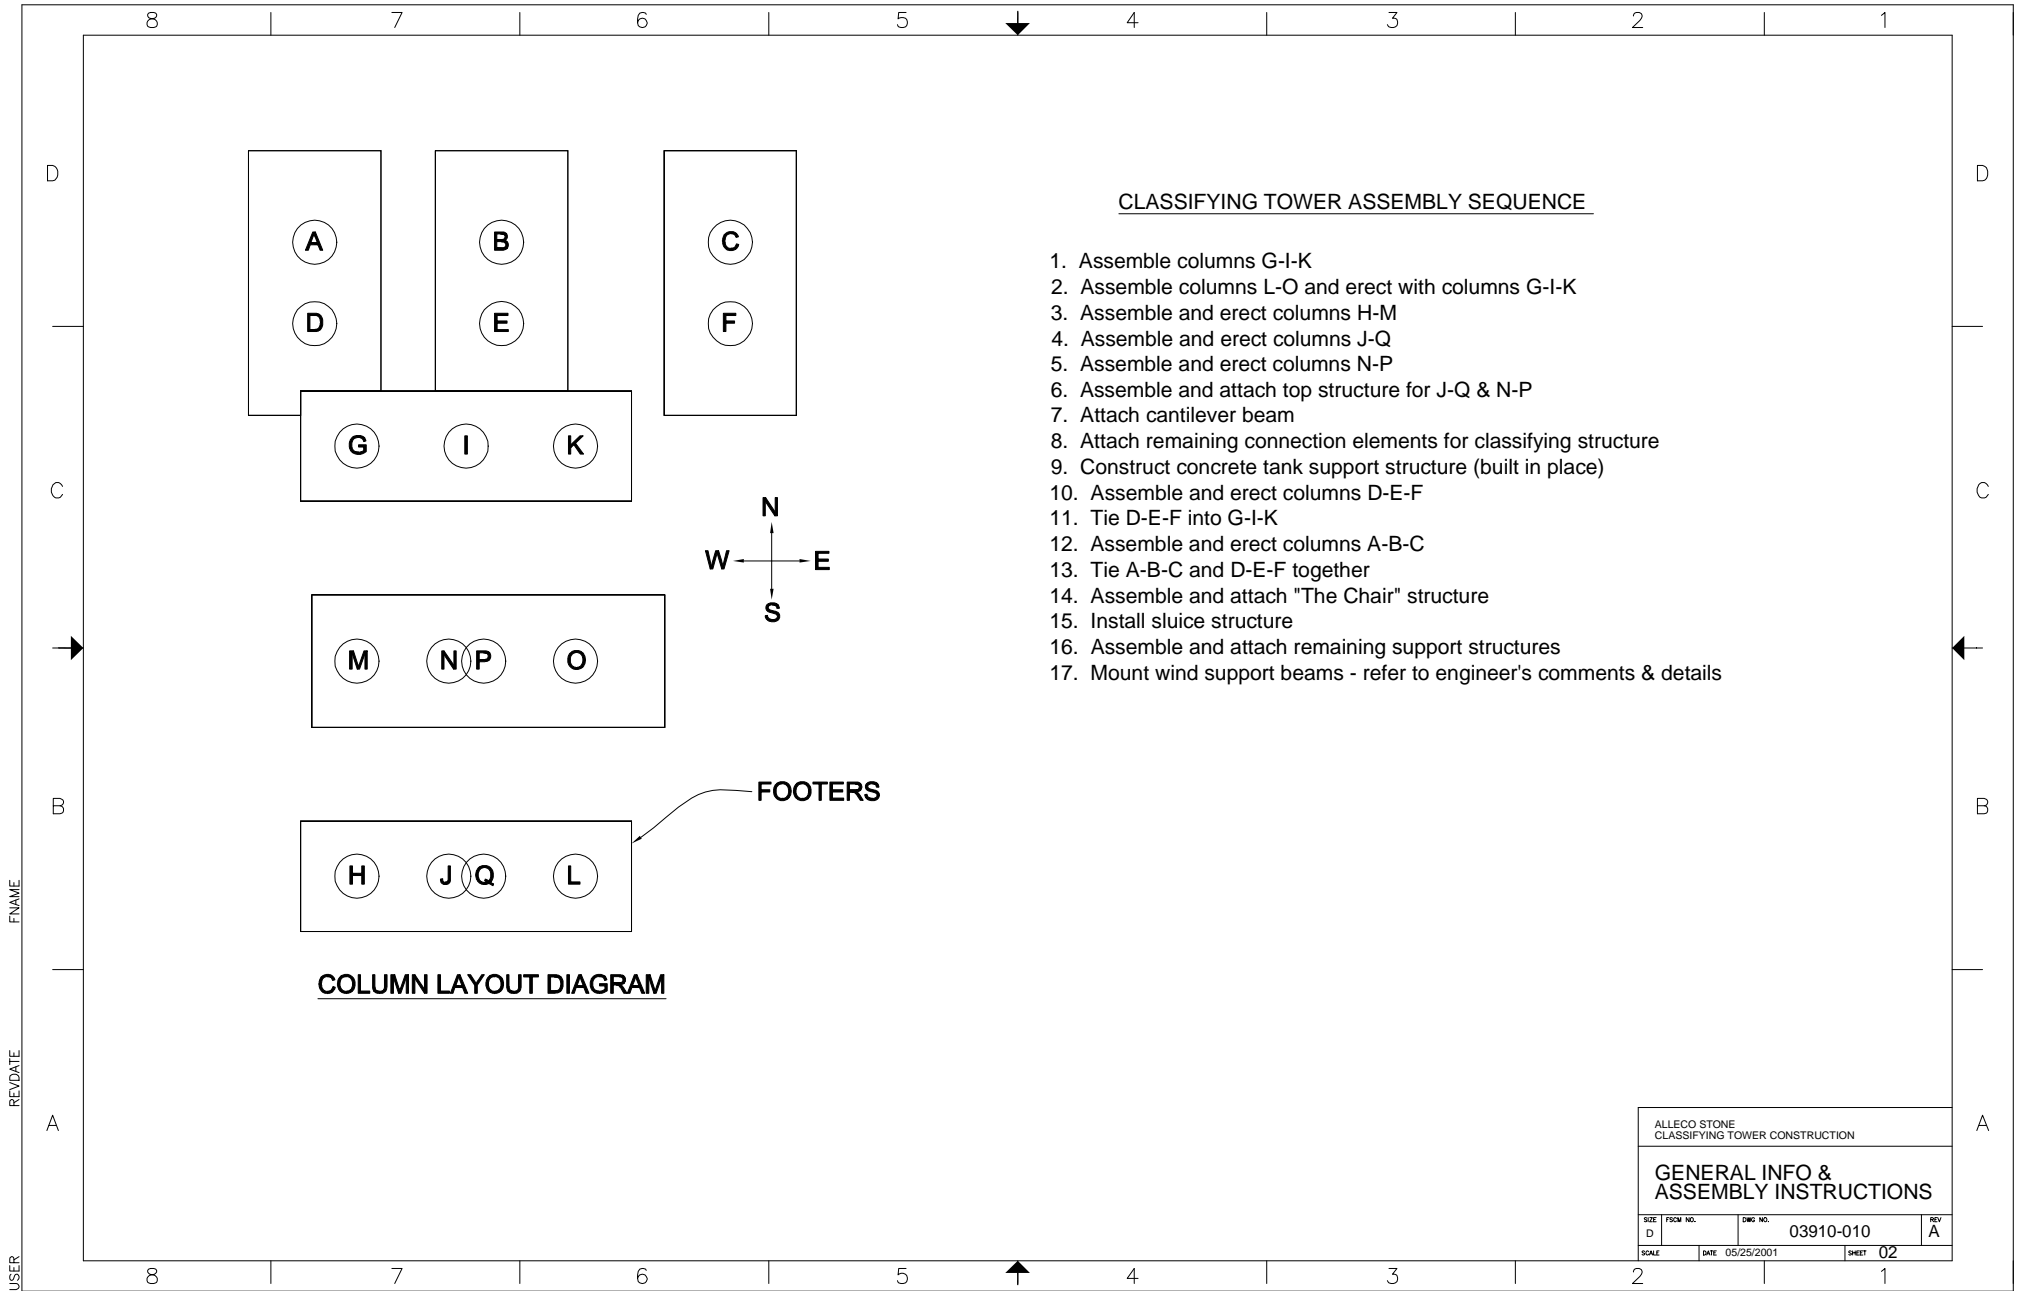 8 7 6 5 4 3 2 1
D D
A B C
D E F
G I K
C C
N
W E
S
M N P O
FOOTERS
B B
H J Q L
COLUMN LAYOUT DIAGRAM
CLASSIFYING TOWER ASSEMBLY SEQUENCE
1. Assemble columns G-I-K
2. Assemble columns L-O and erect with columns G-I-K
3. Assemble and erect columns H-M
4. Assemble and erect columns J-Q
5. Assemble and erect columns N-P
6. Assemble and attach top structure for J-Q & N-P
7. Attach cantilever beam
8. Attach remaining connection elements for classifying structure
9. Construct concrete tank support structure (built in place)
10. Assemble and erect columns D-E-F
11. Tie D-E-F into G-I-K
12. Assemble and erect columns A-B-C
13. Tie A-B-C and D-E-F together
14. Assemble and attach "The Chair" structure
15. Install sluice structure
16. Assemble and attach remaining support structures
17. Mount wind support beams - refer to engineer's comments & details
A A
FNAME
REVDATE
USER
ALLECO STONE
CLASSIFYING TOWER CONSTRUCTION
GENERAL INFO &
ASSEMBLY INSTRUCTIONS
SIZE FSCM NO. DWG NO. REV
D 03910-010 A
SCALE DATE 05/25/2001 SHEET 02
8 7 6 5 4 3 2 1